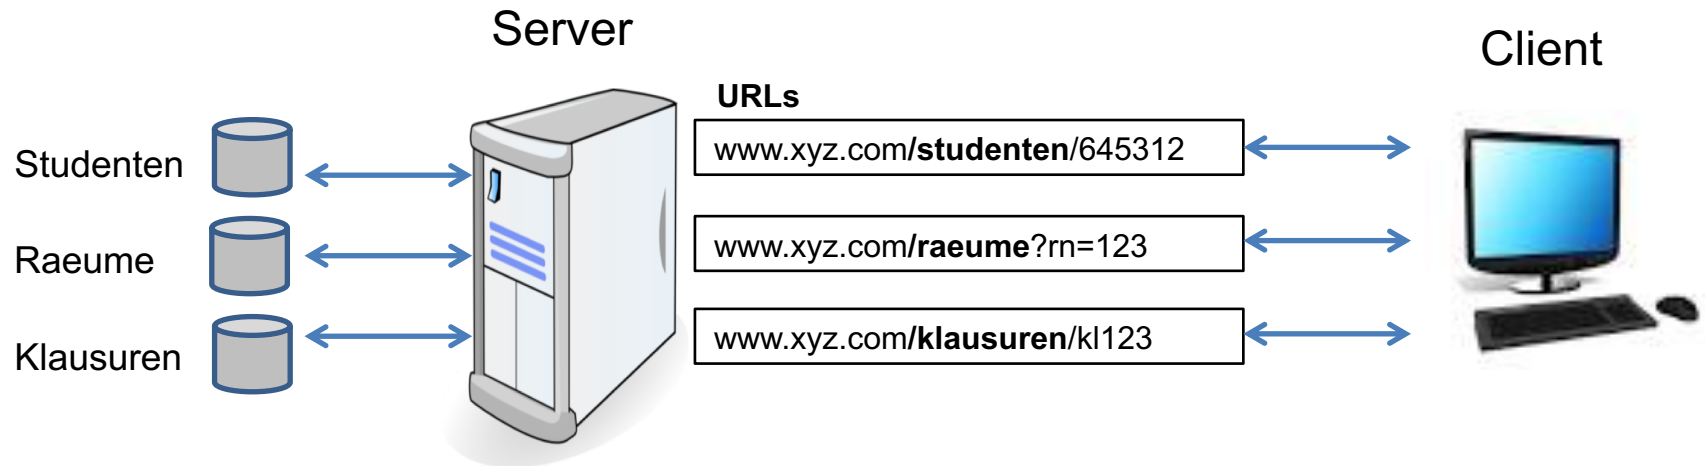 Server
Client
URLs
Studenten
www.xyz.com/studenten/645312
Raeume
www.xyz.com/raeume?rn=123
Klausuren
www.xyz.com/klausuren/kl123